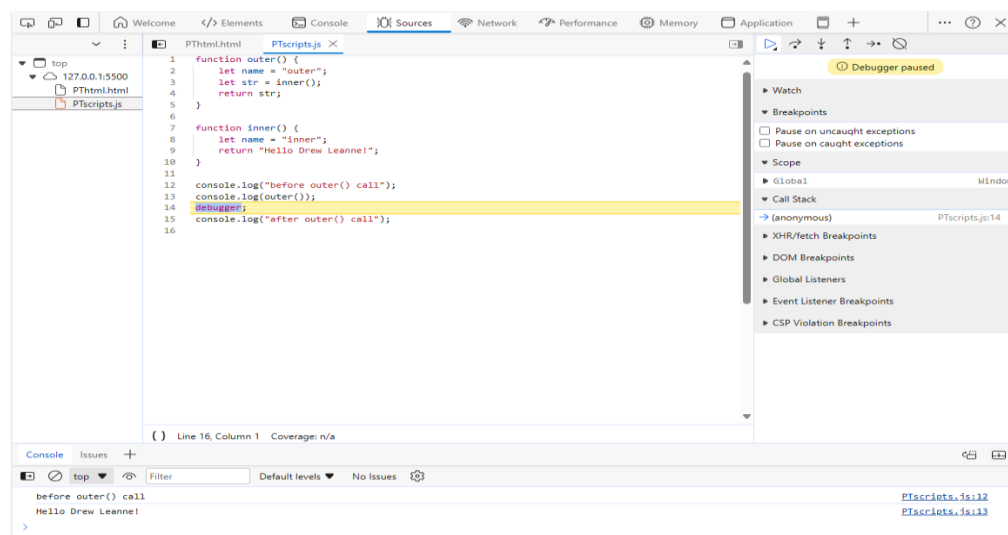 Welcome </> Elements Console Sources Network Performance Memory Application
PThtml.html PTscripts.js
top
127.0.0.1:5500
PThtml.html
PTscripts.js
1 function outer() {
2 let name = "outer";
3 let str = inner();
4 return str;
5 }
6
7 function inner() {
8 let name = "inner";
9 return "Hello Drew Leanne!";
10 }
11
12 console.log("before outer() call");
13 console.log(outer());
14 debugger;
15 console.log("after outer() call");
16
{ } Line 16, Column 1 Coverage: n/a
Debugger paused
Watch
Breakpoints
Pause on uncaught exceptions
Pause on caught exceptions
Scope
Global Windo
Call Stack
(anonymous) PTscripts.js:14
XHR/fetch Breakpoints
DOM Breakpoints
Global Listeners
Event Listener Breakpoints
CSP Violation Breakpoints
Console Issues
top Filter Default levels No Issues
before outer() call PTscripts.js:12
Hello Drew Leanne! PTscripts.js:13
>